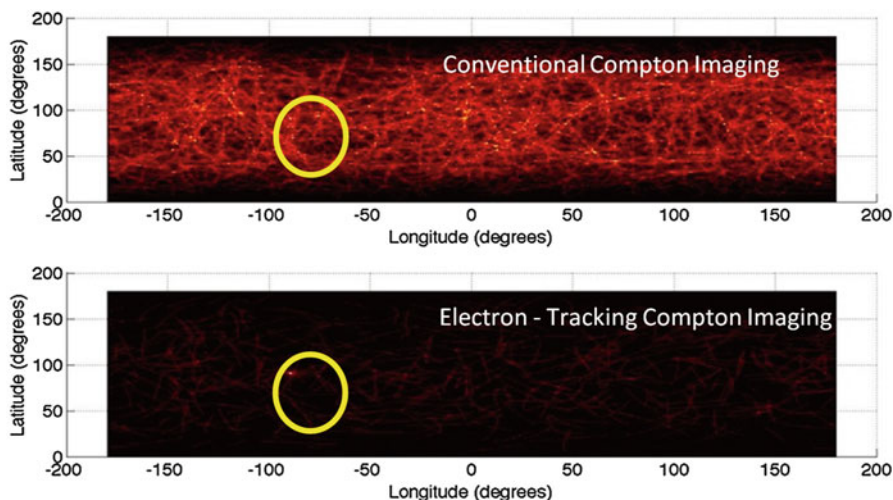 200
150
100
50
0
Latitude (degrees)
Conventional Compton Imaging
-200 -150 -100 -50 0 50 100 150 200
Longitude (degrees)
200
150
100
50
0
Latitude (degrees)
Electron - Tracking Compton Imaging
-200 -150 -100 -50 0 50 100 150 200
Longitude (degrees)